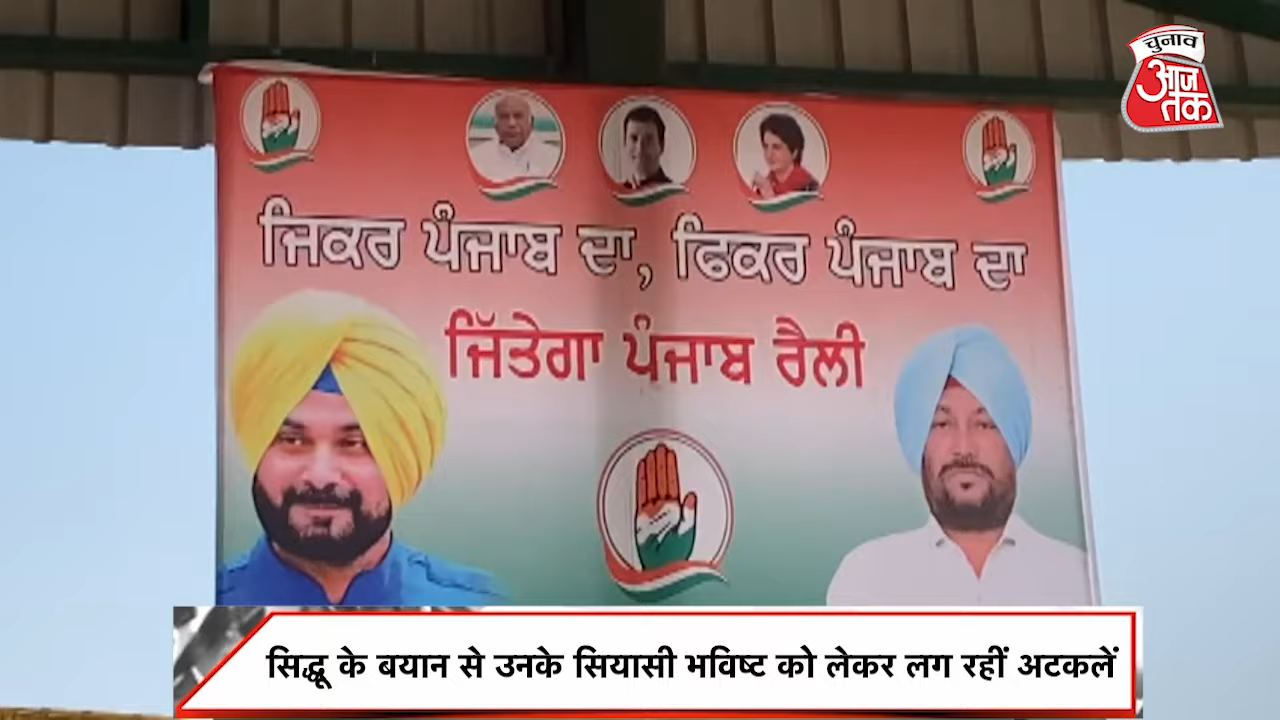 चुनाव
आज
तक
ਜਿਕਰ ਪੰਜਾਬ ਦਾ, ਫਿਕਰ ਪੰਜਾਬ ਦਾ
ਜਿੱਤੇਗਾ ਪੰਜਾਬ ਰੈਲੀ
सिद्धू के बयान से उनके सियासी भविष्ट को लेकर लग रहीं अटकलें